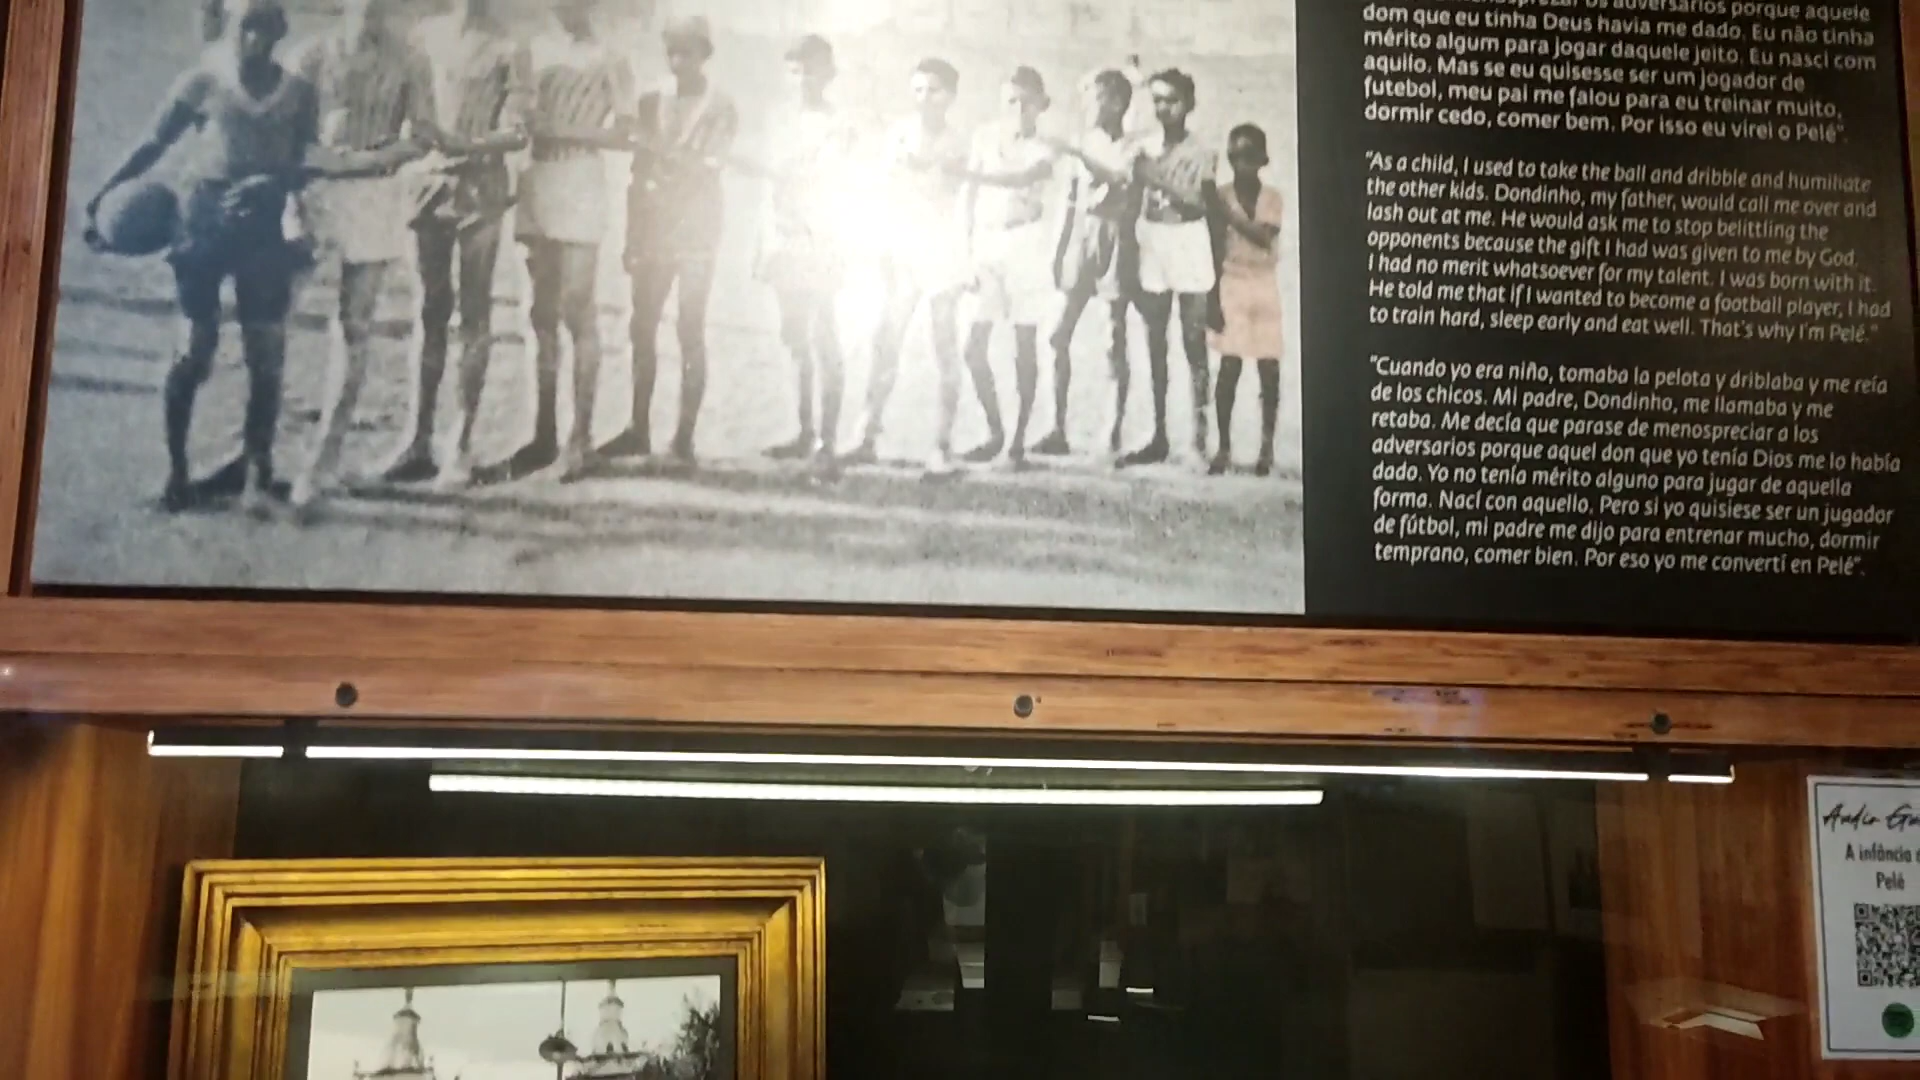 os adversários porque aquele
dom que eu tinha Deus havia me dado. Eu não tinha
mérito algum para jogar daquele jeito. Eu nasci com
aquilo. Mas se eu quisesse ser um jogador de
futebol, meu pai me falou para eu treinar muito,
dormir cedo, comer bem. Por isso eu virei o Pelé".
"As a child, I used to take the ball and dribble and humiliate
the other kids. Dondinho, my father, would call me over and
lash out at me. He would ask me to stop belittling the
opponents because the gift I had was given to me by God.
I had no merit whatsoever for my talent. I was born with it.
He told me that if I wanted to become a football player, I had
to train hard, sleep early and eat well. That's why I'm Pelé."
"Cuando yo era niño, tomaba la pelota y driblaba y me reía
de los chicos. Mi padre, Dondinho, me llamaba y me
retaba. Me decía que parase de menospreciar a los
adversarios porque aquel don que yo tenía Dios me lo había
dado. Yo no tenía mérito alguno para jugar de aquella
forma. Nací con aquello. Pero si yo quisiese ser un jugador
de fútbol, mi padre me dijo para entrenar mucho, dormir
temprano, comer bien. Por eso yo me convertí en Pelé".
Audio
A infância
Pelé